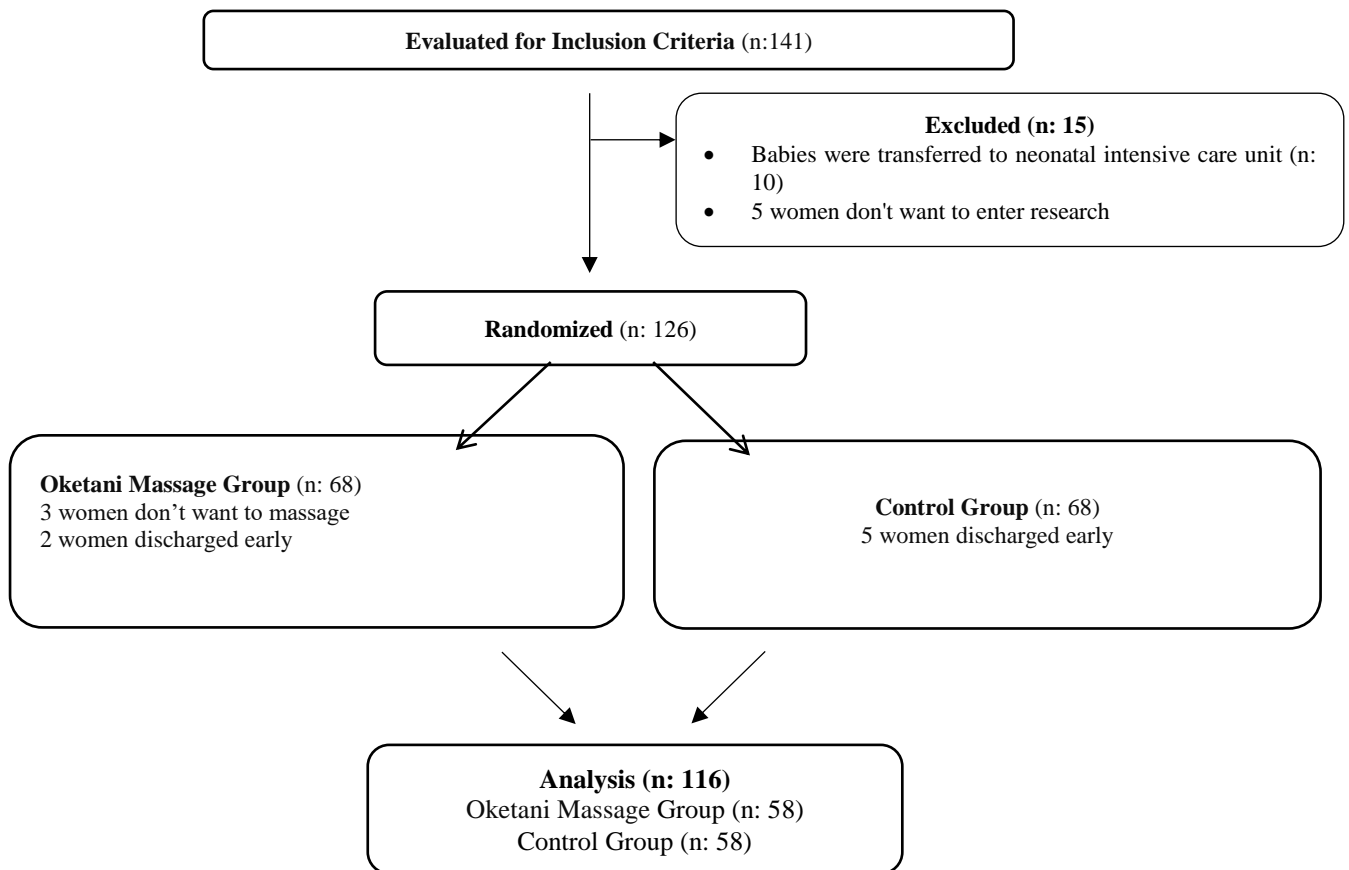 Evaluated for Inclusion Criteria (n:141)
Excluded (n: 15)
• Babies were transferred to neonatal intensive care unit (n:
10)
• 5 women don't want to enter research
Randomized (n: 126)
Oketani Massage Group (n: 68)
3 women don’t want to massage
2 women discharged early
Control Group (n: 68)
5 women discharged early
Analysis (n: 116)
Oketani Massage Group (n: 58)
Control Group (n: 58)